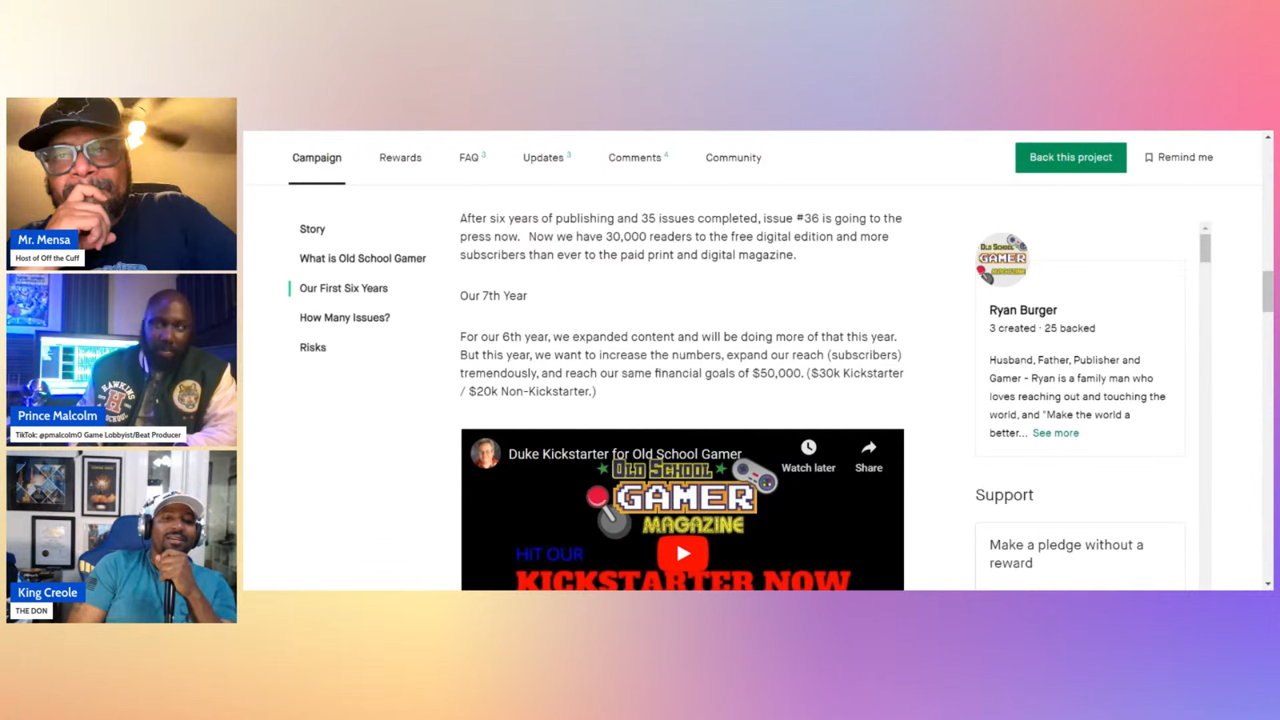 Mr. Mensa
Host of Off the Cuff
HAWKINS
H
SCHOOL
Prince Malcolm
TikTok: @pmalcolm0 Game Lobbyist/Beat Producer
King Creole
THE DON
Campaign
Rewards
FAQ 3
Updates 3
Comments 4
Community
Back this project
Remind me
Story
What is Old School Gamer
Our First Six Years
How Many Issues?
Risks
After six years of publishing and 35 issues completed, issue #36 is going to the
press now. Now we have 30,000 readers to the free digital edition and more
subscribers than ever to the paid print and digital magazine.
Our 7th Year
For our 6th year, we expanded content and will be doing more of that this year.
But this year, we want to increase the numbers, expand our reach (subscribers)
tremendously, and reach our same financial goals of $50,000. ($30k Kickstarter
/ $20k Non-Kickstarter.)
Duke Kickstarter for Old School Gamer
Watch later
Share
OLD SCHOOL
GAMER
MAGAZINE
HIT OUR
KICKSTARTER NOW
OLD SCHOOL
GAMER
MAGAZINE
Ryan Burger
3 created · 25 backed
Husband, Father, Publisher and
Gamer - Ryan is a family man who
loves reaching out and touching the
world, and "Make the world a
better... See more
Support
Make a pledge without a
reward